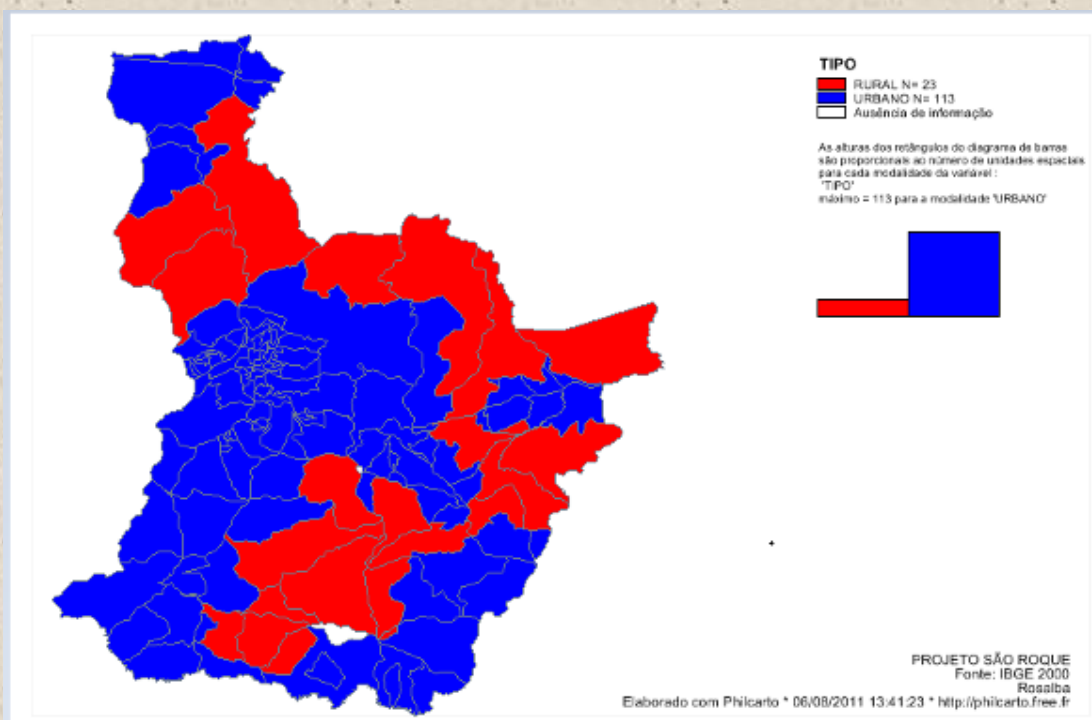 TIPO
RURAL N= 23
URBANO N= 113
Ausência de informação
As alturas dos retângulos do diagrama de barras
são proporcionais ao número de unidades espaciais
para cada modalidade da variável :
'TIPO'
máximo = 113 para a modalidade 'URBANO'
PROJETO SÃO ROQUE
Fonte: IBGE 2000
Rosalba
Elaborado com Philcarto * 06/08/2011 13:41:23 * http://philcarto.free.fr